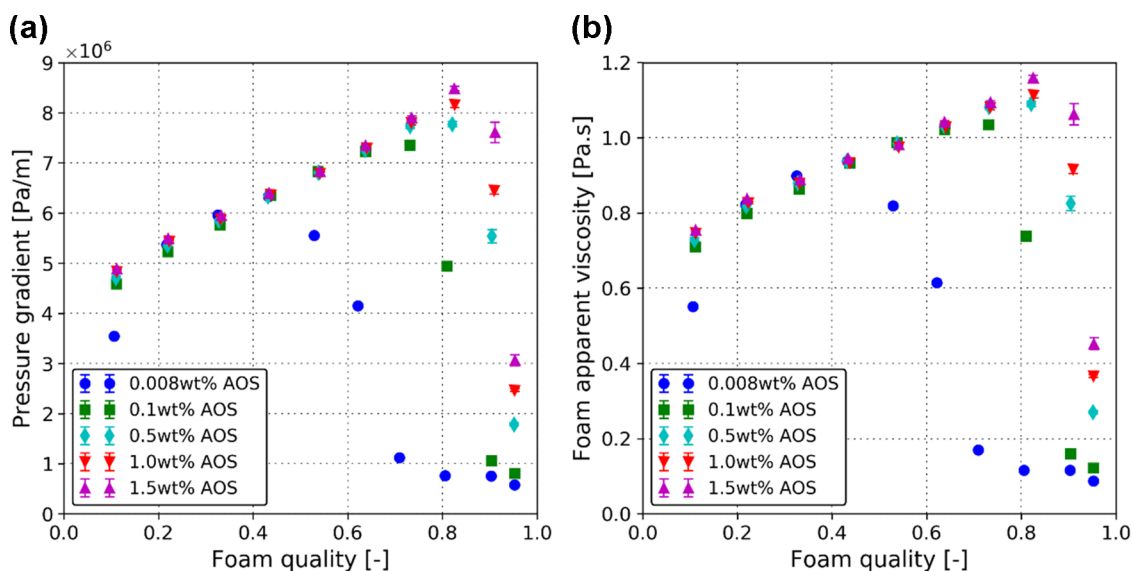 (a)
×10⁶
Pressure gradient [Pa/m]
9
8
7
6
5
4
3
2
1
0
0.008wt% AOS
0.1wt% AOS
0.5wt% AOS
1.0wt% AOS
1.5wt% AOS
0.0 0.2 0.4 0.6 0.8 1.0
Foam quality [-]
(b)
Foam apparent viscosity [Pa.s]
1.2
1.0
0.8
0.6
0.4
0.2
0.0
0.008wt% AOS
0.1wt% AOS
0.5wt% AOS
1.0wt% AOS
1.5wt% AOS
0.0 0.2 0.4 0.6 0.8 1.0
Foam quality [-]